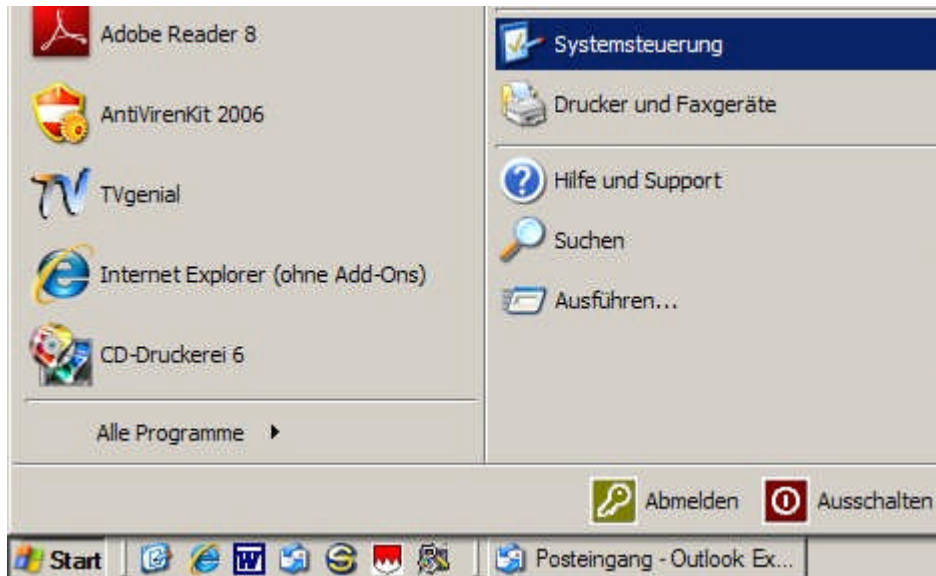 Adobe Reader 8
AntiVirenKit 2006
TVgenial
Internet Explorer (ohne Add-Ons)
CD-Druckerei 6
Alle Programme
Systemsteuerung
Drucker und Faxgeräte
Hilfe und Support
Suchen
Ausführen...
Abmelden
Ausschalten
Start
Posteingang - Outlook Ex...